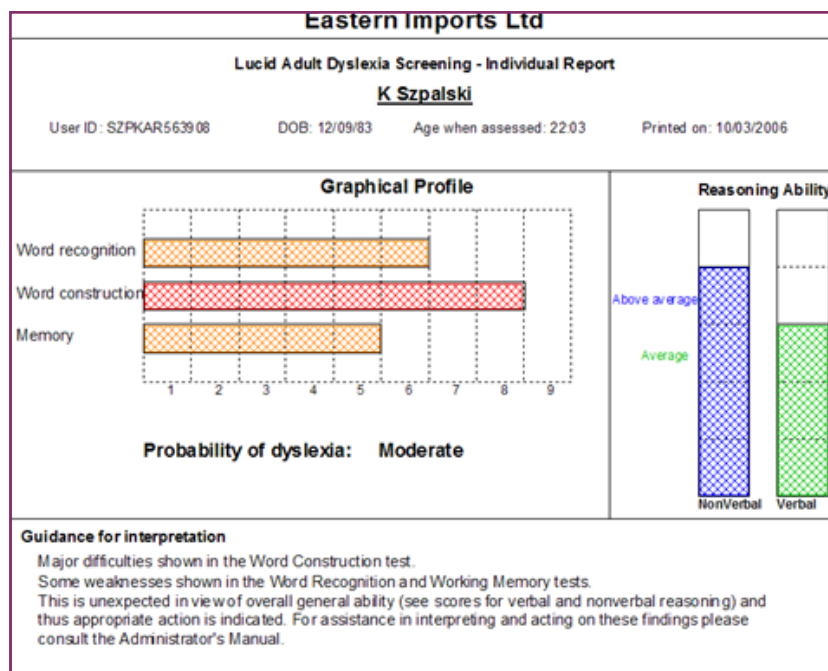 Eastern Imports Ltd
Lucid Adult Dyslexia Screening - Individual Report
K Szpalski
User ID: SZPKAR563908 DOB: 12/09/83 Age when assessed: 22:03 Printed on: 10/03/2006
Graphical Profile
Word recognition
Word construction
Memory
1 2 3 4 5 6 7 8 9
Probability of dyslexia: Moderate
Reasoning Ability
Above average
Average
NonVerbal Verbal
Guidance for interpretation
Major difficulties shown in the Word Construction test.
Some weaknesses shown in the Word Recognition and Working Memory tests.
This is unexpected in view of overall general ability (see scores for verbal and nonverbal reasoning) and
thus appropriate action is indicated. For assistance in interpreting and acting on these findings please
consult the Administrator's Manual.